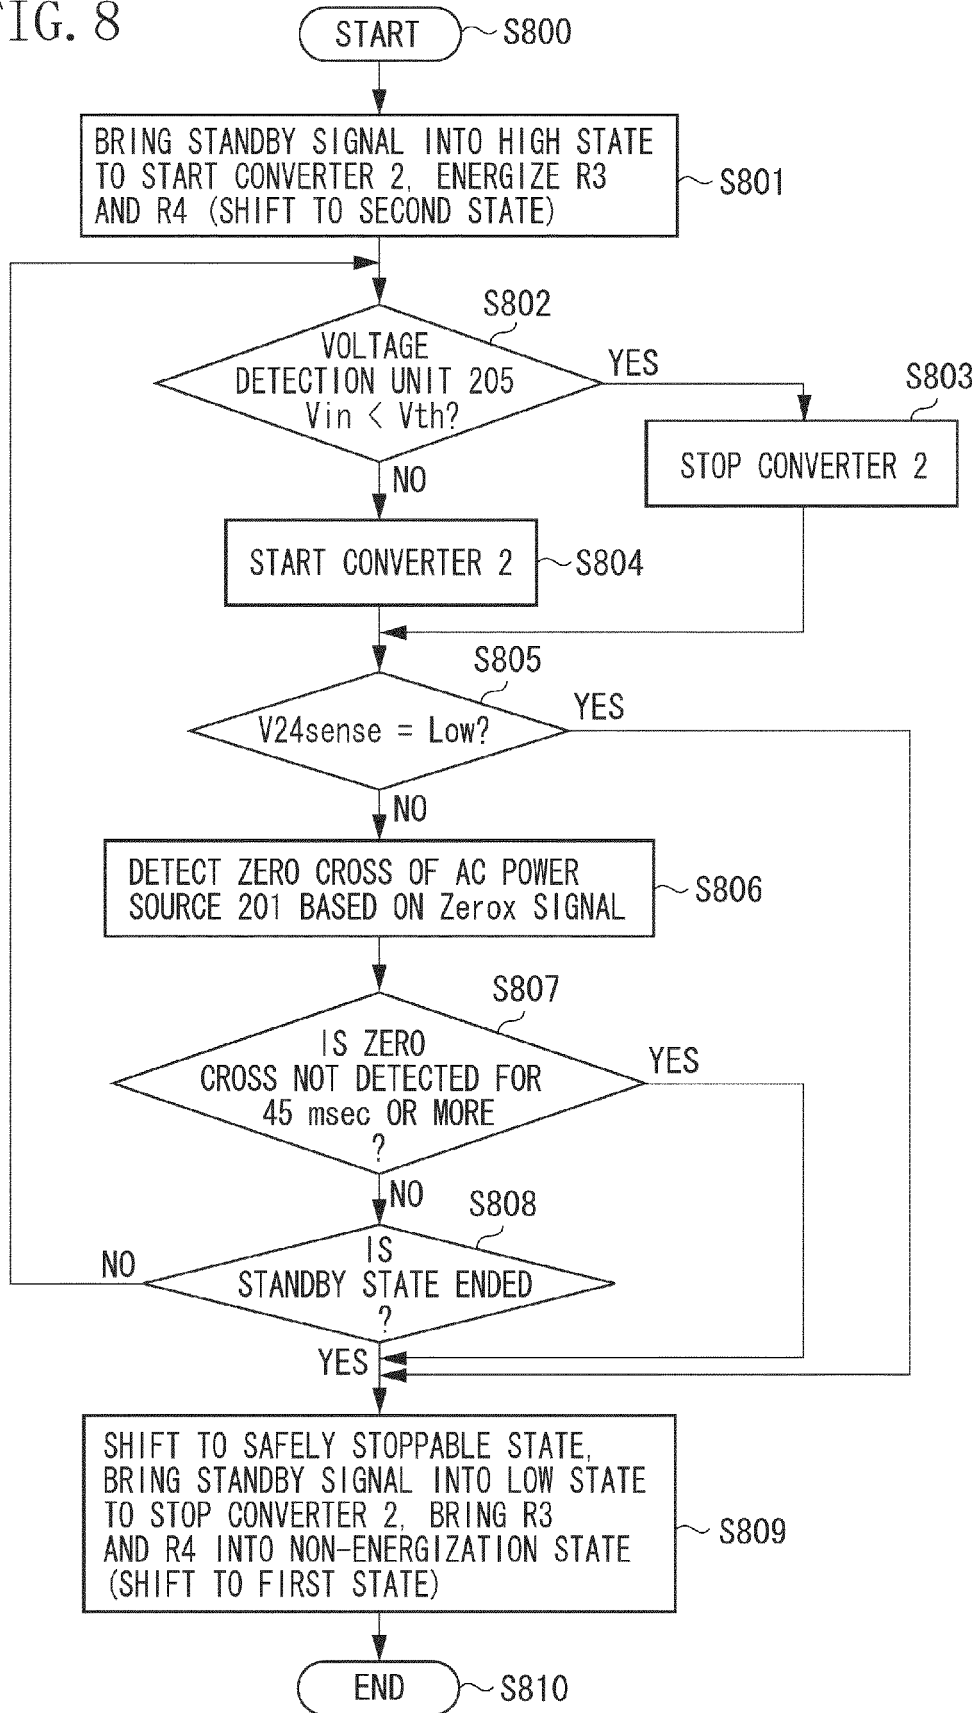 FIG. 8
START
S800
BRING STANDBY SIGNAL INTO HIGH STATE
TO START CONVERTER 2, ENERGIZE R3
AND R4 (SHIFT TO SECOND STATE)
S801
S802
VOLTAGE
DETECTION UNIT 205
Vin < Vth?
YES
S803
STOP CONVERTER 2
NO
START CONVERTER 2
S804
S805
V24sense = Low?
YES
NO
DETECT ZERO CROSS OF AC POWER
SOURCE 201 BASED ON Zerox SIGNAL
S806
S807
IS ZERO
CROSS NOT DETECTED FOR
45 msec OR MORE
?
YES
NO
S808
IS
STANDBY STATE ENDED
?
NO
YES
SHIFT TO SAFELY STOPPABLE STATE,
BRING STANDBY SIGNAL INTO LOW STATE
TO STOP CONVERTER 2, BRING R3
AND R4 INTO NON-ENERGIZATION STATE
(SHIFT TO FIRST STATE)
S809
END
S810